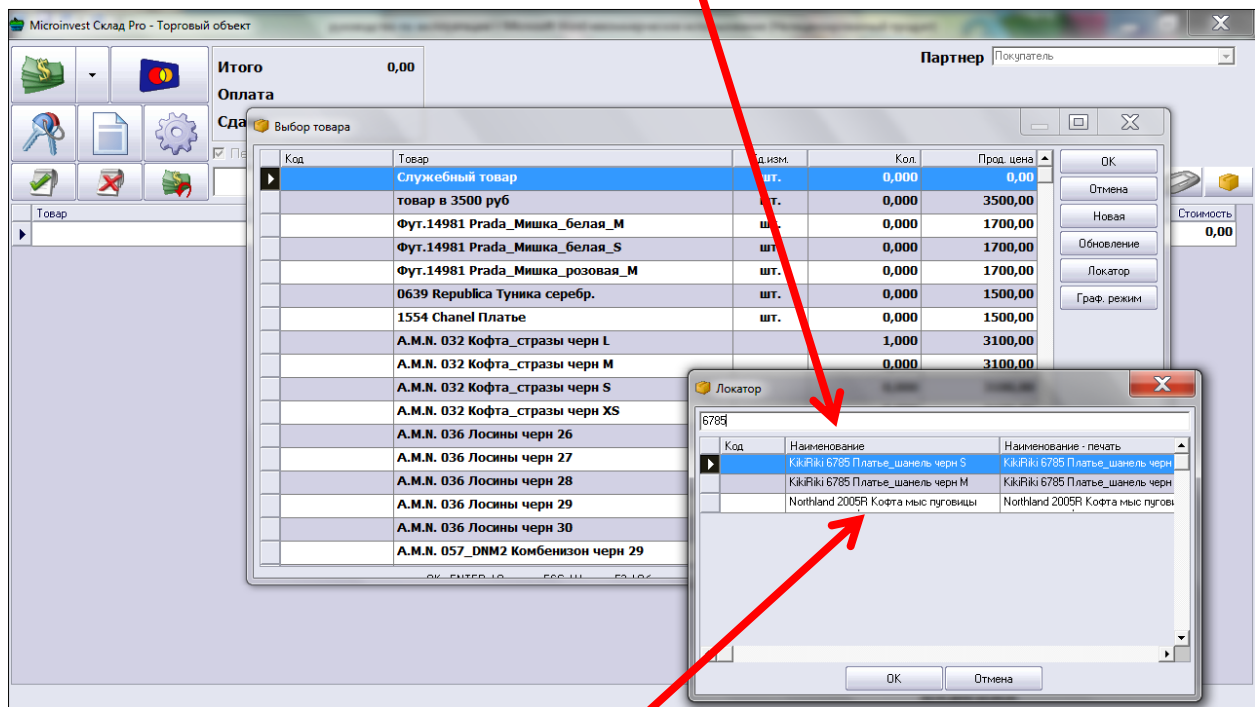 Microinvest Склад Pro - Торговый объект
Итого 0,00
Оплата
Сда
Партнер Покупатель
Выбор товара
Код Товар Кол. Прод. цена
Служебный товар шт. 0,000 0,00
товар в 3500 руб 0,000 3500,00
Фут.14981 Prada_Мишка_белая_M 0,000 1700,00
Фут.14981 Prada_Мишка_белая_S шт. 0,000 1700,00
Фут.14981 Prada_Мишка_розовая_M шт. 0,000 1700,00
0639 Republica Туника серебр. шт. 0,000 1500,00
1554 Chanel Платье шт. 0,000 1500,00
A.M.N. 032 Кофта_стразы черн L 1,000 3100,00
A.M.N. 032 Кофта_стразы черн M 0,000 3100,00
A.M.N. 032 Кофта_стразы черн S
A.M.N. 032 Кофта_стразы черн XS
A.M.N. 036 Лосины черн 26
A.M.N. 036 Лосины черн 27
A.M.N. 036 Лосины черн 28
A.M.N. 036 Лосины черн 29
A.M.N. 036 Лосины черн 30
A.M.N. 057_DNM2 Комбенизон черн 29
OK
Отмена
Новая
Обновление
Локатор
Граф. режим
Товар
Стоимость
0,00
Локатор
6785
Код Наименование Наименование - печать
KikiRiki 6785 Платье_шанель черн S KikiRiki 6785 Платье_шанель черн
KikiRiki 6785 Платье_шанель черн M KikiRiki 6785 Платье_шанель черн
Northland 2005R Кофта мыс пуговицы Northland 2005R Кофта мыс пугов
OK Отмена